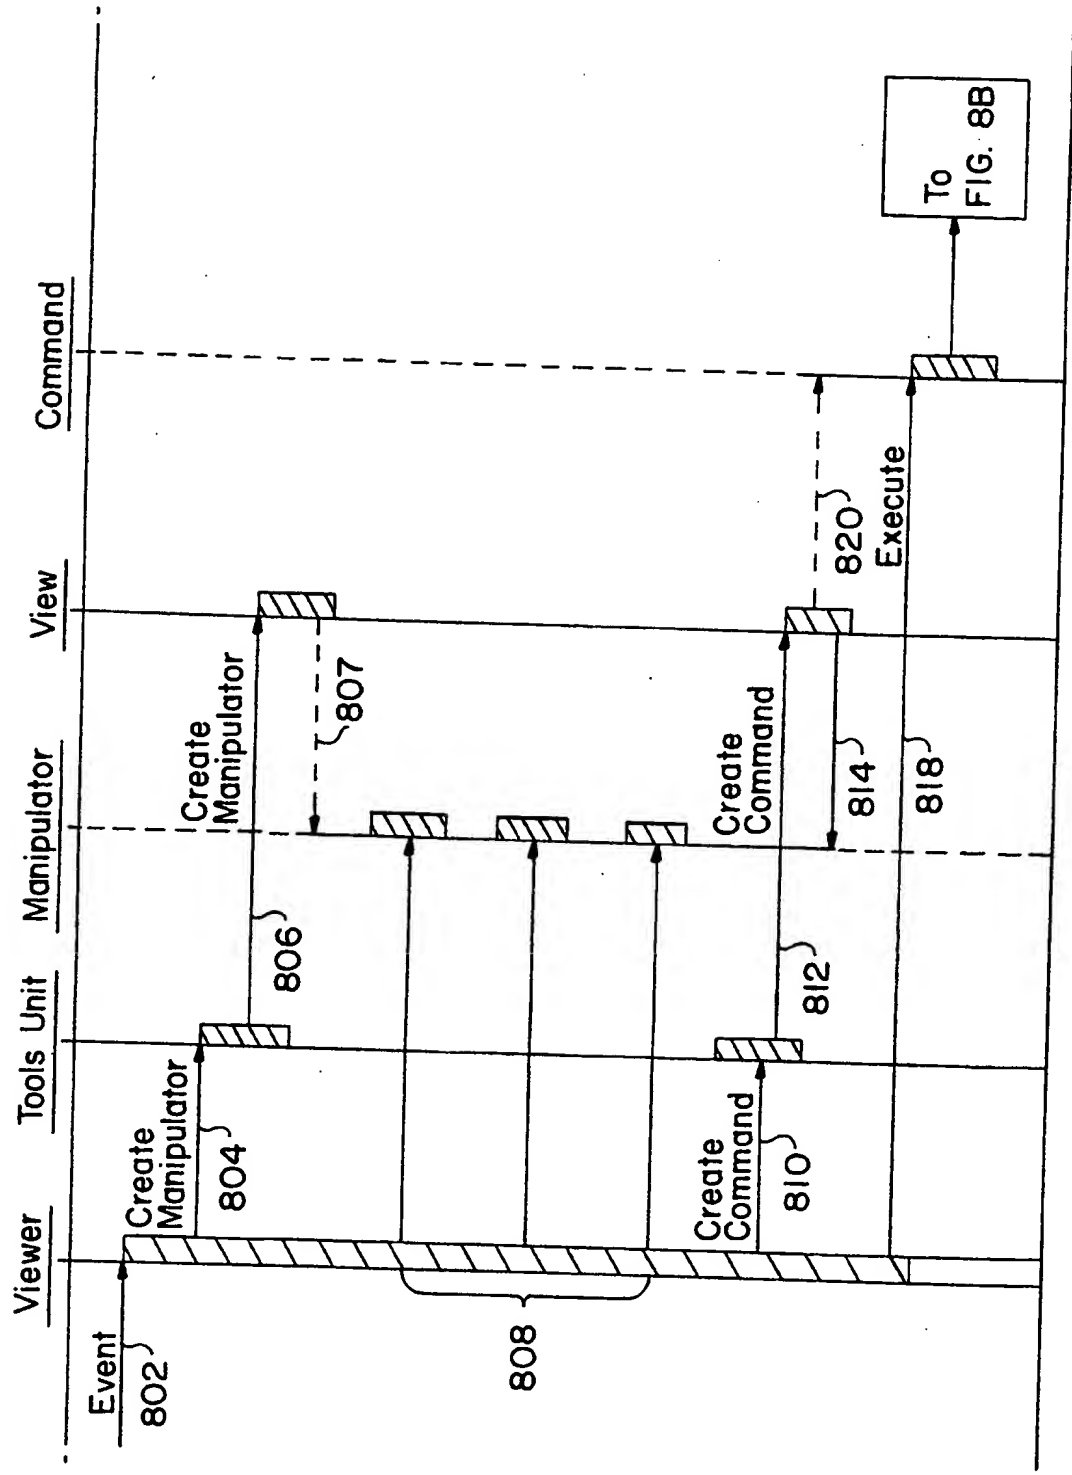 Viewer
Tools Unit
Manipulator
View
Command
Event
802
Create
Manipulator
804
Create
Manipulator
806
807
808
Create
Command
810
Create
Command
812
814
820
Execute
818
To
FIG. 8B